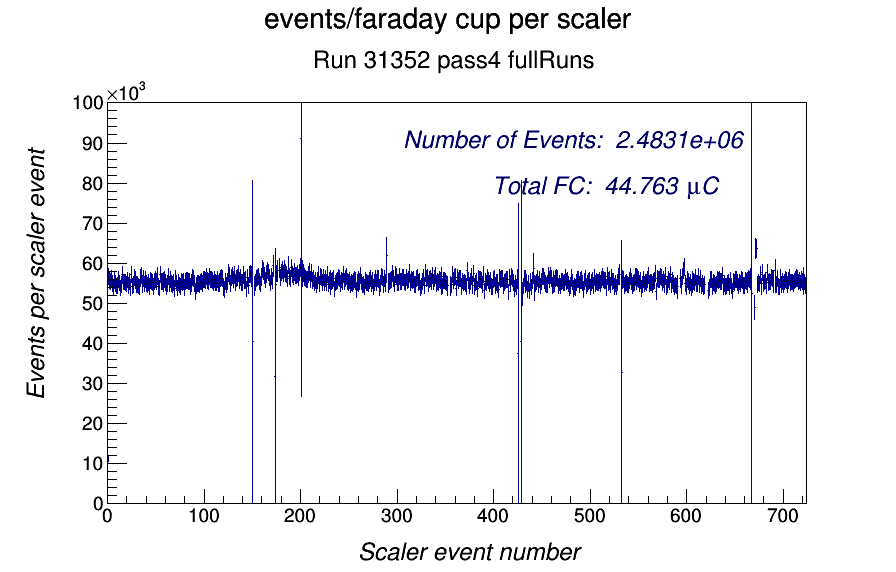 events/faraday cup per scaler
Run 31352 pass4 fullRuns
×10³
100
90
80
70
60
50
40
30
20
10
0
Events per scaler event
Number of Events: 2.4831e+06
Total FC: 44.763 μC
0 100 200 300 400 500 600 700
Scaler event number